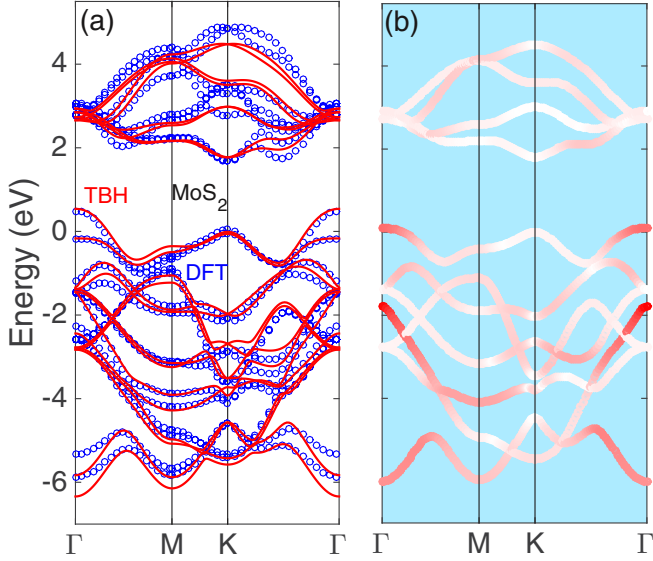 (a)
(b)
4
2
0
-2
-4
-6
Energy (eV)
TBH
MoS₂
DFT
Γ M K Γ
Γ M K Γ